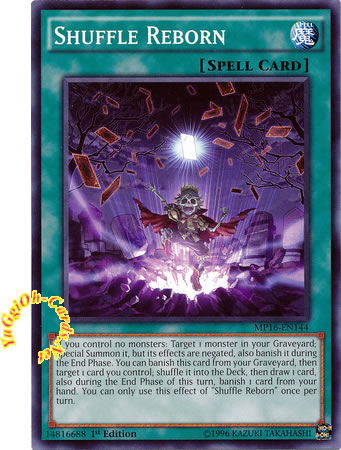 SHUFFLE REBORN
[SPELL CARD]
MP16-EN144
If you control no monsters: Target 1 monster in your Graveyard;
Special Summon it, but its effects are negated, also banish it during
the End Phase. You can banish this card from your Graveyard, then
target 1 card you control; shuffle it into the Deck, then draw 1 card,
also during the End Phase of this turn, banish 1 card from your
hand. You can only use this effect of "Shuffle Reborn" once per
turn.
14816688 1st Edition
©1996 KAZUKI TAKAHASHI